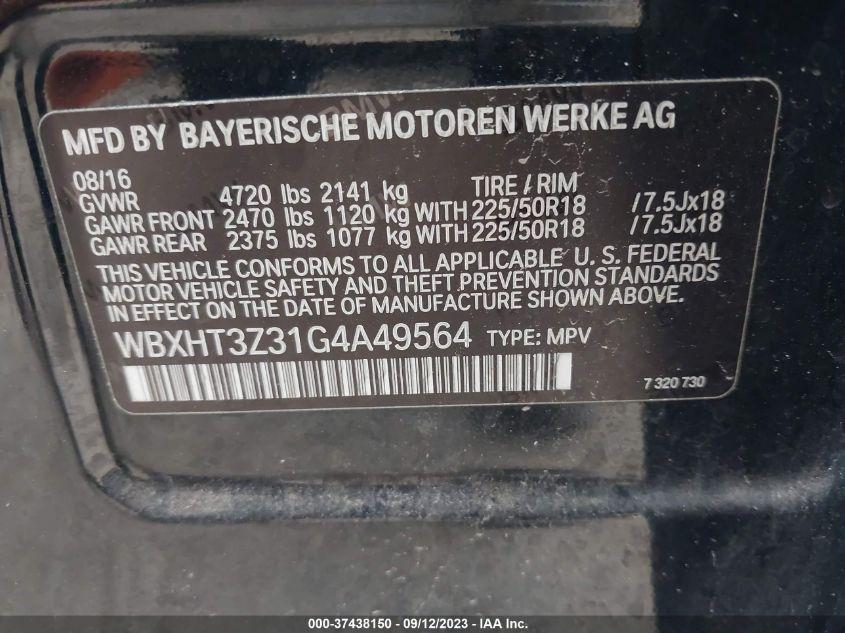 MFD BY BAYERISCHE MOTOREN WERKE AG
08/16
GVWR 4720 lbs 2141 kg TIRE / RIM
GAWR FRONT 2470 lbs 1120 kg WITH 225/50R18 / 7.5Jx18
GAWR REAR 2375 lbs 1077 kg WITH 225/50R18 / 7.5Jx18
THIS VEHICLE CONFORMS TO ALL APPLICABLE U. S. FEDERAL
MOTOR VEHICLE SAFETY AND THEFT PREVENTION STANDARDS
IN EFFECT ON THE DATE OF MANUFACTURE SHOWN ABOVE.
WBXHT3Z31G4A49564 TYPE: MPV
7 320 730
000-37438150 - 09/12/2023 - IAA Inc.